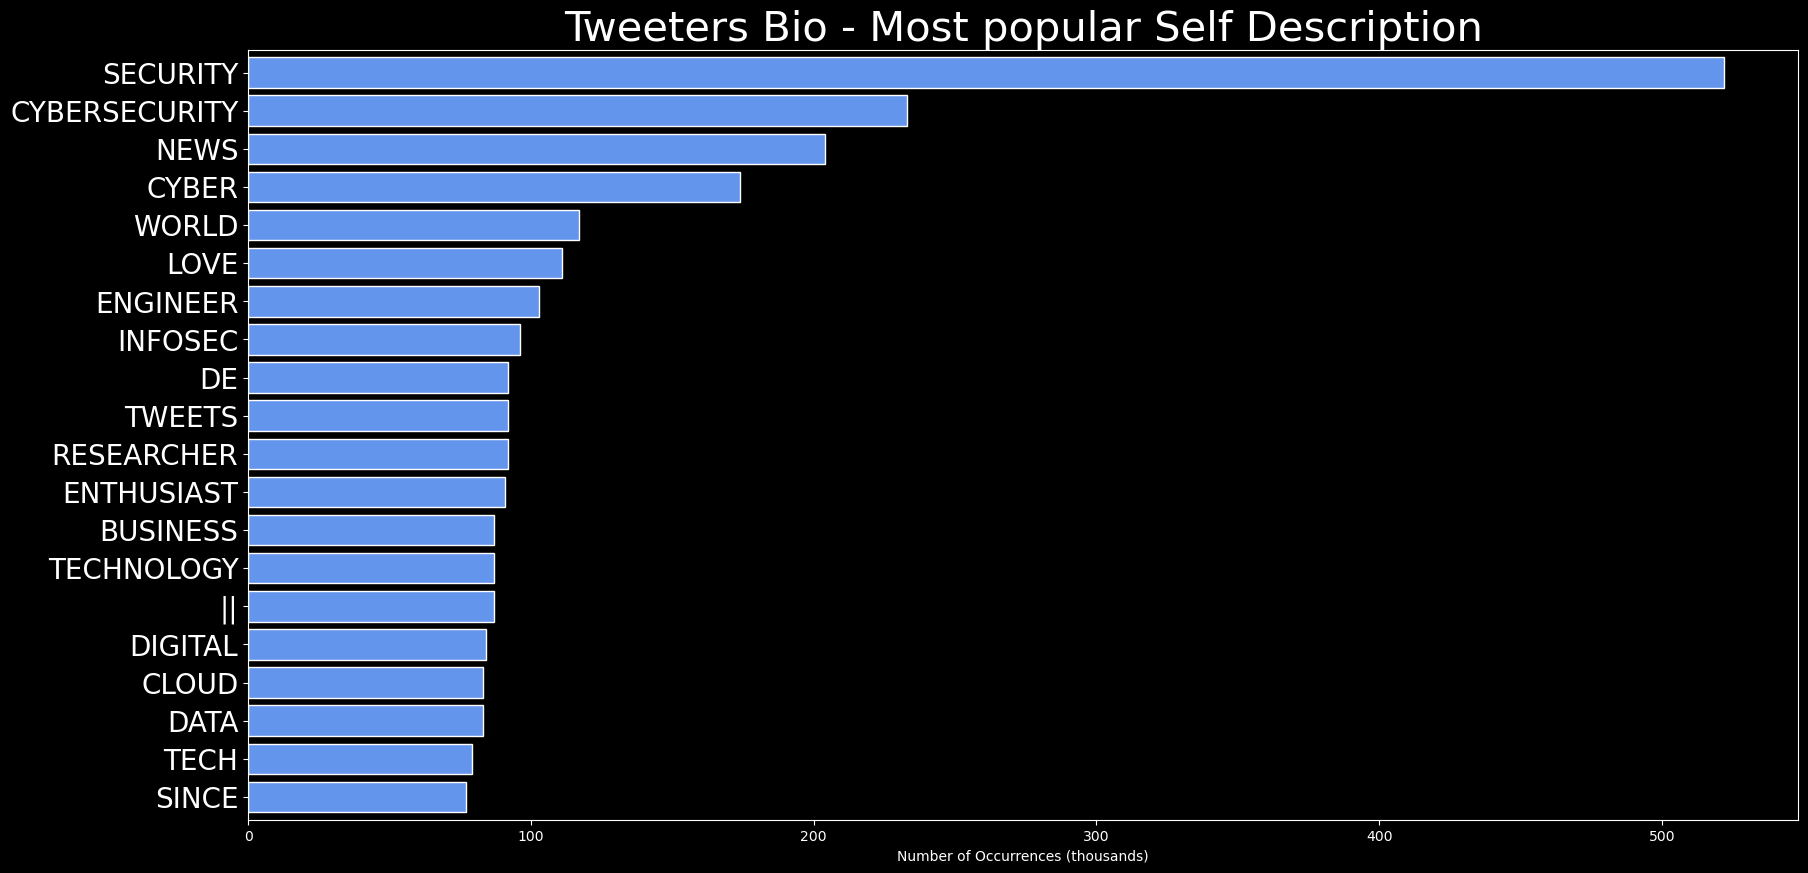 Tweeters Bio - Most popular Self Description
SECURITY
CYBERSECURITY
NEWS
CYBER
WORLD
LOVE
ENGINEER
INFOSEC
DE
TWEETS
RESEARCHER
ENTHUSIAST
BUSINESS
TECHNOLOGY
||
DIGITAL
CLOUD
DATA
TECH
SINCE
0 100 200 300 400 500
Number of Occurrences (thousands)